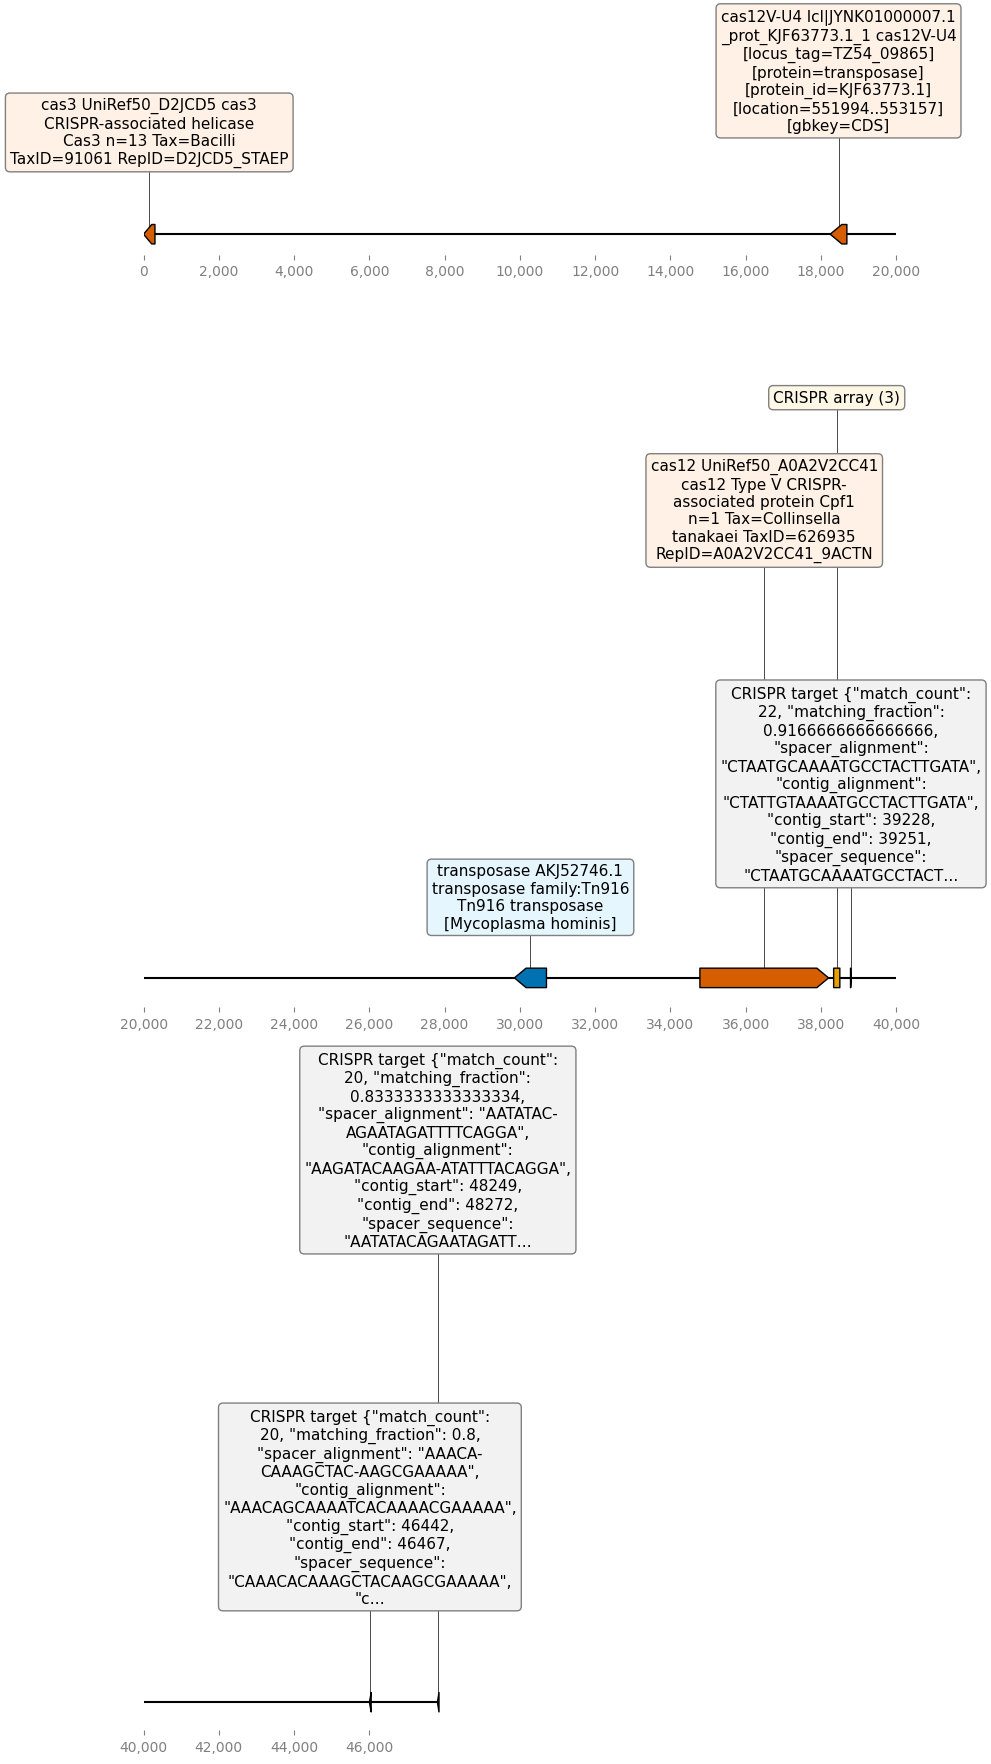 cas12V-U4 lcl|JYNK01000007.1
_prot_KJF63773.1_1 cas12V-U4
[locus_tag=TZ54_09865]
[protein=transposase]
[protein_id=KJF63773.1]
[location=551994..553157]
[gbkey=CDS]
cas3 UniRef50_D2JCD5 cas3
CRISPR-associated helicase
Cas3 n=13 Tax=Bacilli
TaxID=91061 RepID=D2JCD5_STAEP
0 2,000 4,000 6,000 8,000 10,000 12,000 14,000 16,000 18,000 20,000
CRISPR array (3)
cas12 UniRef50_A0A2V2CC41
cas12 Type V CRISPR-
associated protein Cpf1
n=1 Tax=Collinsella
tanakaei TaxID=626935
RepID=A0A2V2CC41_9ACTN
CRISPR target {"match_count":
22, "matching_fraction":
0.9166666666666666,
"spacer_alignment":
"CTAATGCAAAATGCCTACTTGATA",
"contig_alignment":
"CTATTGTAAAATGCCTACTTGATA",
"contig_start": 39228,
"contig_end": 39251,
"spacer_sequence":
"CTAATGCAAAATGCCTACT...
transposase AKJ52746.1
transposase family:Tn916
Tn916 transposase
[Mycoplasma hominis]
20,000 22,000 24,000 26,000 28,000 30,000 32,000 34,000 36,000 38,000 40,000
CRISPR target {"match_count":
20, "matching_fraction":
0.8333333333333334,
"spacer_alignment": "AATATAC-
AGAATAGATTTTCAGGA",
"contig_alignment":
"AAGATACAAGAA-ATATTTACAGGA",
"contig_start": 48249,
"contig_end": 48272,
"spacer_sequence":
"AATATACAGAATAGATT...
CRISPR target {"match_count":
20, "matching_fraction": 0.8,
"spacer_alignment": "AAACA-
CAAAGCTAC-AAGCGAAAAA",
"contig_alignment":
"AAACAGCAAAATCACAAAACGAAAAA",
"contig_start": 46442,
"contig_end": 46467,
"spacer_sequence":
"CAAACACAAAGCTACAAGCGAAAAA",
"c...
40,000 42,000 44,000 46,000